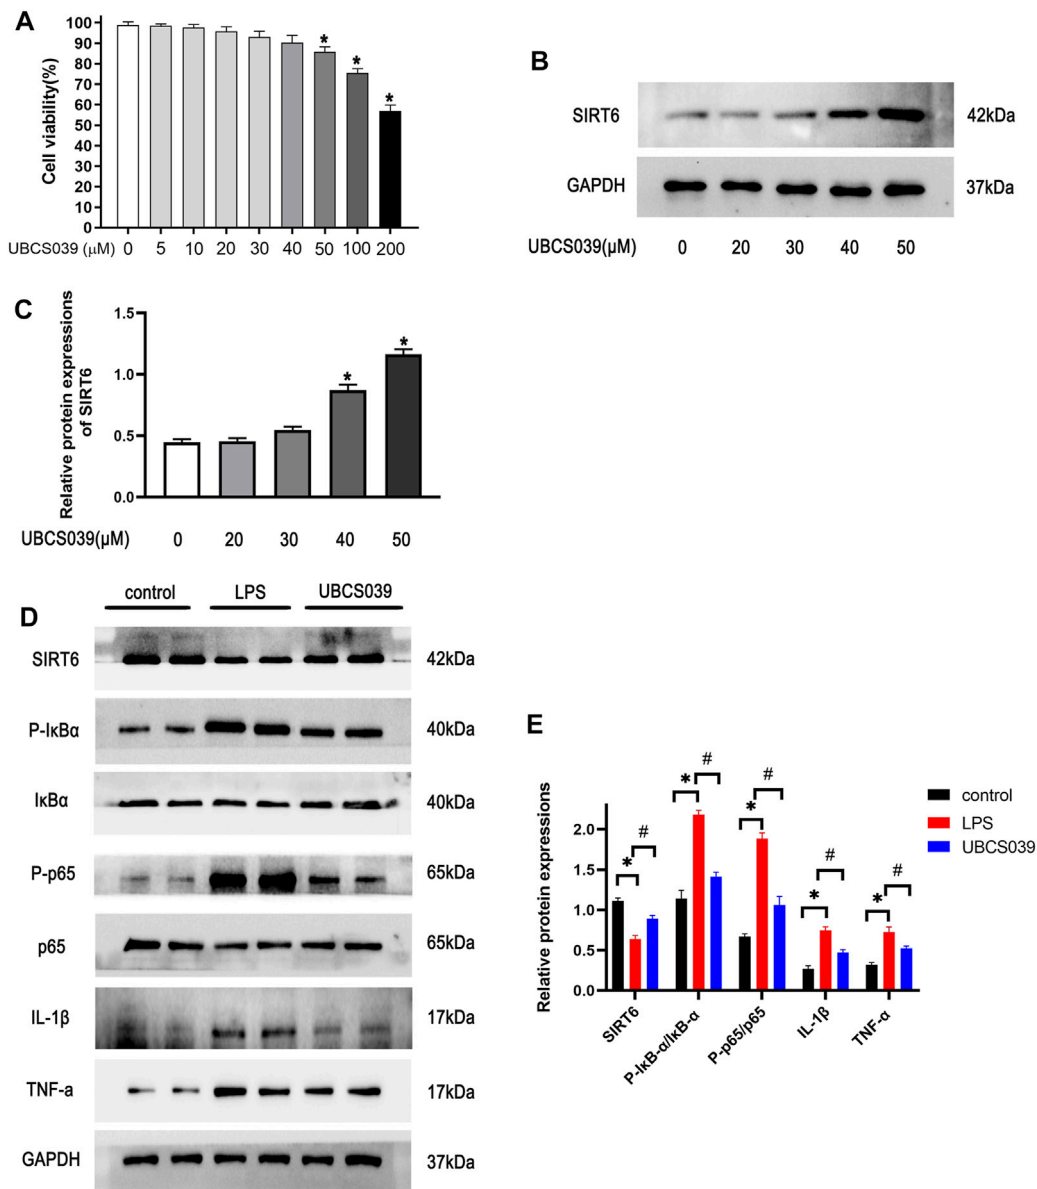 A
Cell viability(%)
100
90
80
70
60
50
40
30
20
10
0
* * *
UBCS039 (µM) 0 5 10 20 30 40 50 100 200
B
SIRT6 42kDa
GAPDH 37kDa
UBCS039(µM) 0 20 30 40 50
C
Relative protein expressions
of SIRT6
1.5
1.0
0.5
0.0
* *
UBCS039(µM) 0 20 30 40 50
D
control LPS UBCS039
SIRT6 42kDa
P-IκBα 40kDa
IκBα 40kDa
P-p65 65kDa
p65 65kDa
IL-1β 17kDa
TNF-a 17kDa
GAPDH 37kDa
E
Relative protein expressions
2.0
1.5
1.0
0.5
0.0
* # * # * # * # * #
SIRT6
P-IκB-α/IκB-α
P-p65/p65
IL-1β
TNF-α
control
LPS
UBCS039